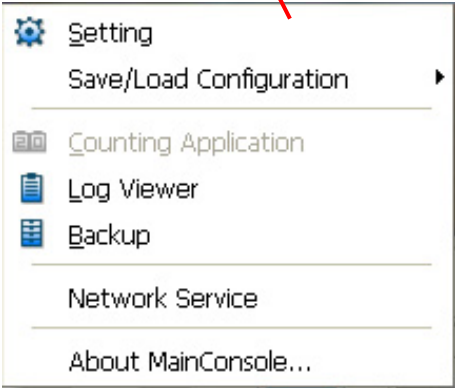 Setting
Save/Load Configuration
Counting Application
Log Viewer
Backup
Network Service
About MainConsole...